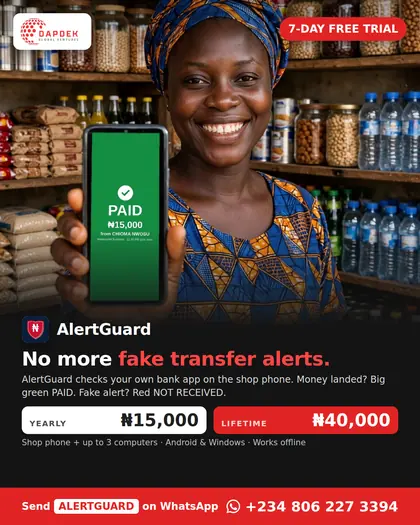 DAPDEK
GLOBAL VENTURES
7-DAY FREE TRIAL
PAID
₦15,000
from CHIOMA NWOSU
AlertGuard
No more fake transfer alerts.
AlertGuard checks your own bank app on the shop phone. Money landed? Big
green PAID. Fake alert? Red NOT RECEIVED.
YEARLY ₦15,000
LIFETIME ₦40,000
Shop phone + up to 3 computers · Android & Windows · Works offline
Send ALERTGUARD on WhatsApp +234 806 227 3394